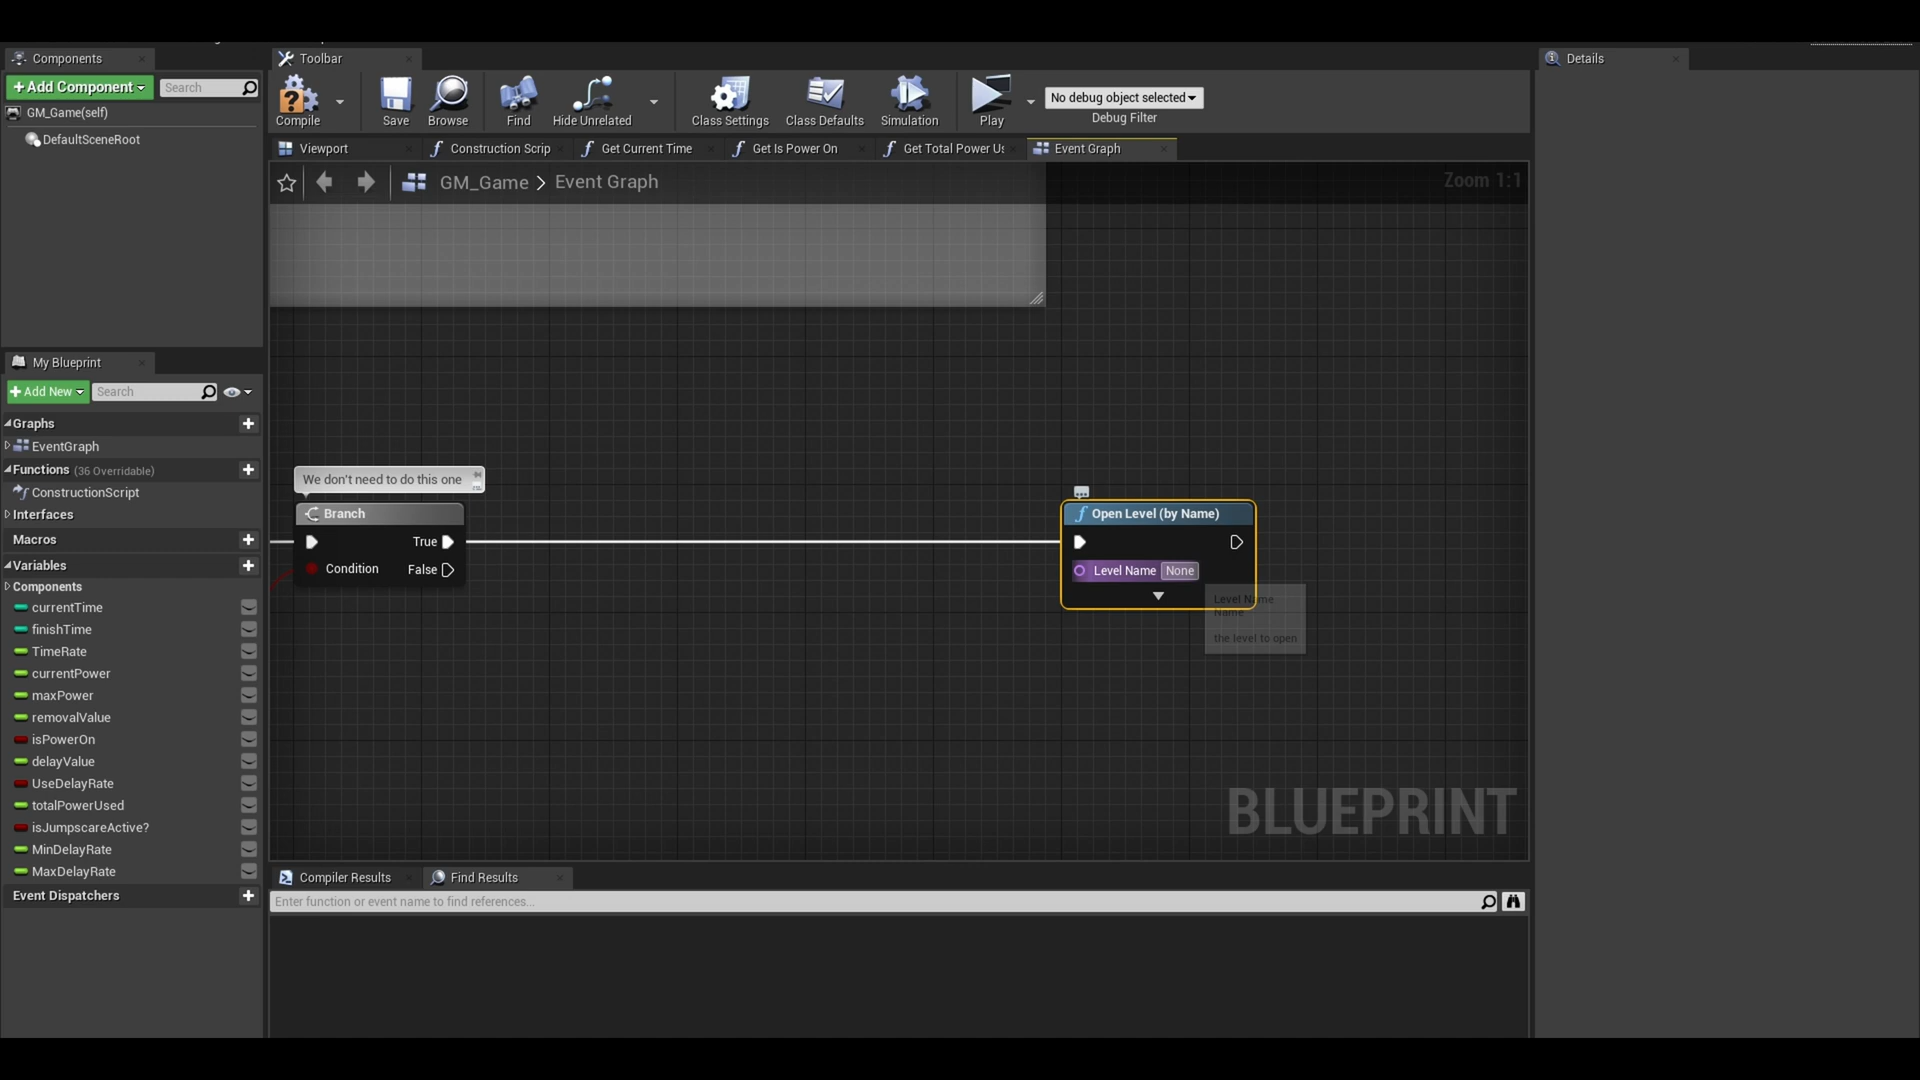 Components
Toolbar
Details
+Add Component
Search
GM_Game(self)
DefaultSceneRoot
Compile
Save
Browse
Find
Hide Unrelated
Class Settings
Class Defaults
Simulation
Play
No debug object selected
Debug Filter
Viewport
Construction Scrip
Get Current Time
Get Is Power On
Get Total Power Us
Event Graph
GM_Game > Event Graph
Zoom 1:1
My Blueprint
+Add New
Search
Graphs
EventGraph
Functions (36 Overridable)
ConstructionScript
Interfaces
Macros
Variables
Components
currentTime
finishTime
TimeRate
currentPower
maxPower
removalValue
isPowerOn
delayValue
UseDelayRate
totalPowerUsed
isJumpscareActive?
MinDelayRate
MaxDelayRate
Event Dispatchers
We don't need to do this one
Branch
True
Condition
False
Open Level (by Name)
Level Name None
Level Name
Name
the level to open
BLUEPRINT
Compiler Results
Find Results
Enter function or event name to find references...